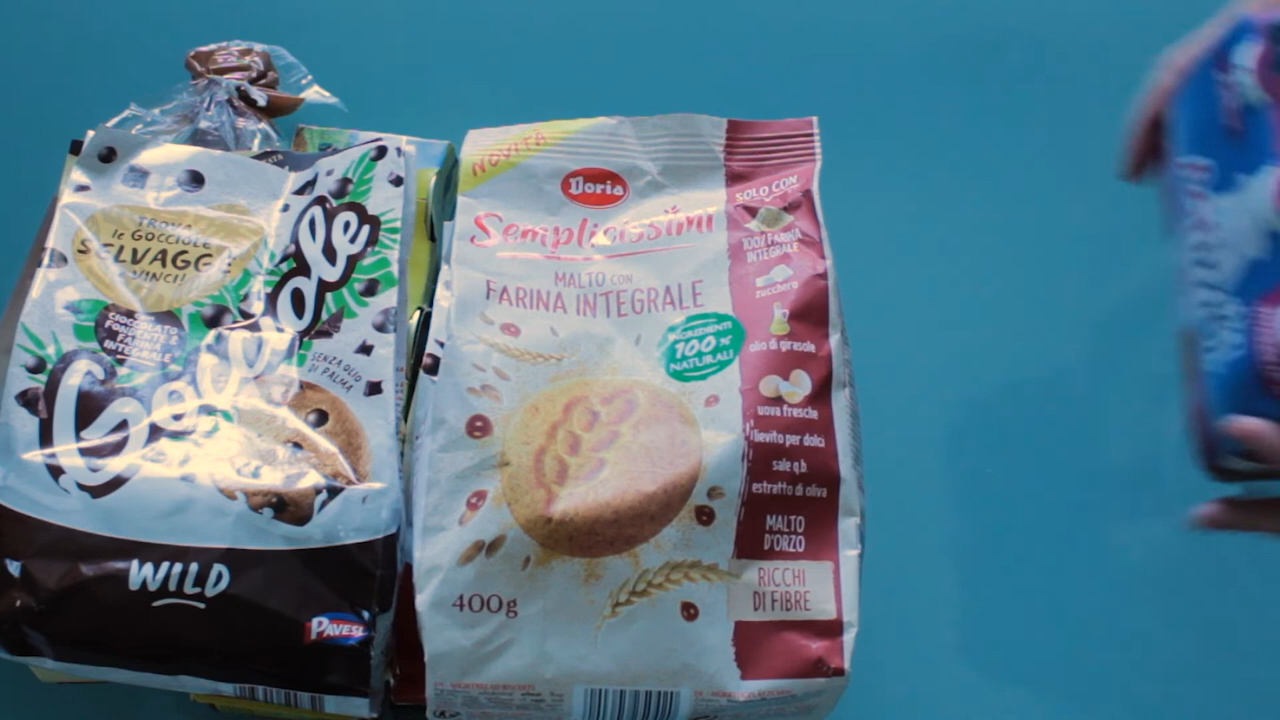 TROVA
le GOCCIOLE
SELVAGGE
e VINCI!
CIOCCOLATO
FONDENTE &
FARINA
INTEGRALE
Gocciole
SENZA OLIO
DI PALMA
WILD
PAVESI
NOVITÀ
Doria
Semplicissimi
MALTO CON
FARINA INTEGRALE
INGREDIENTI
100%
NATURALI
400g
SOLO CON
100% FARINA
INTEGRALE
zucchero
olio di girasole
uova fresche
lievito per dolci
sale q.b.
estratto di oliva
MALTO
D'ORZO
RICCHI
DI FIBRE